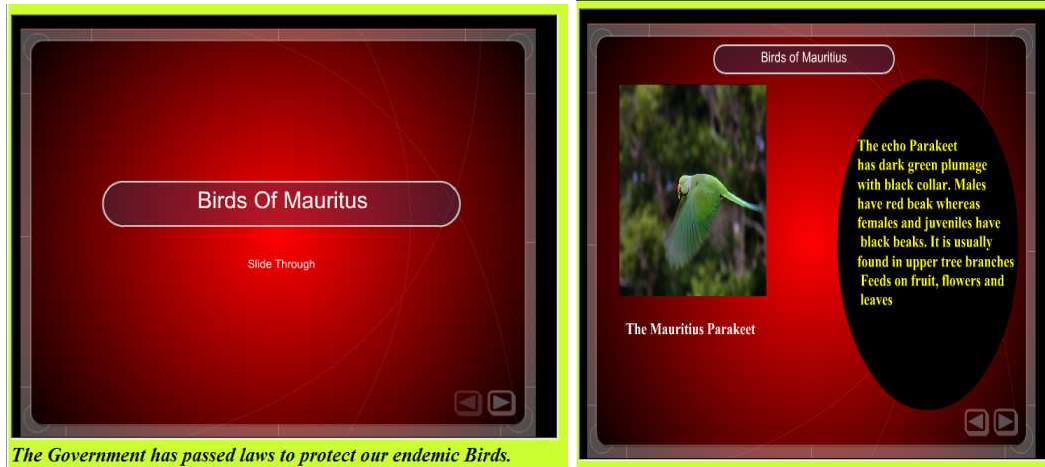 Birds Of Mauritus
Slide Through
The Government has passed laws to protect our endemic Birds.
Birds of Mauritius
The echo Parakeet
has dark green plumage
with black collar. Males
have red beak whereas
females and juveniles have
black beaks. It is usually
found in upper tree branches
Feeds on fruit, flowers and
leaves
The Mauritius Parakeet